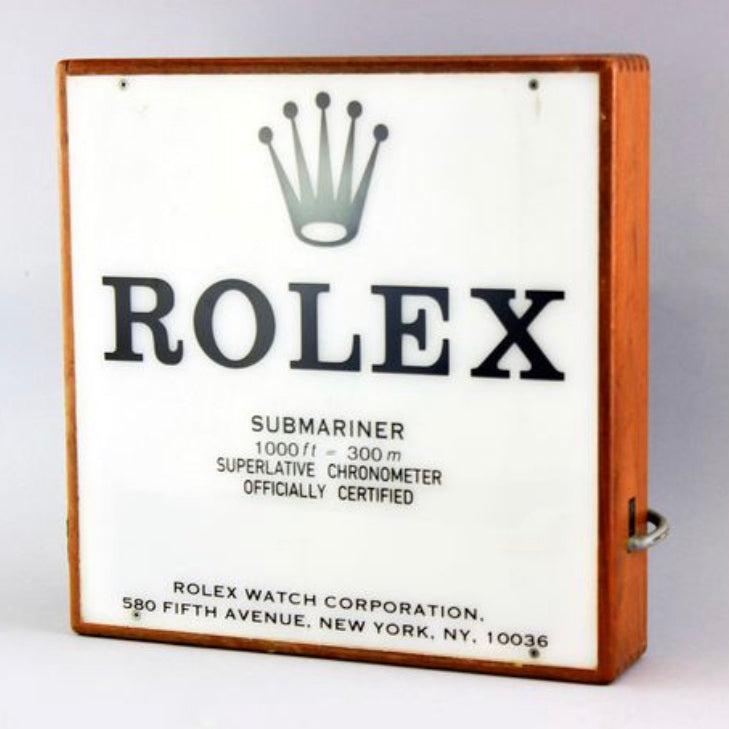 ROLEX
SUBMARINER
1000ft = 300m
SUPERLATIVE CHRONOMETER
OFFICIALLY CERTIFIED
ROLEX WATCH CORPORATION,
580 FIFTH AVENUE, NEW YORK, NY, 10036